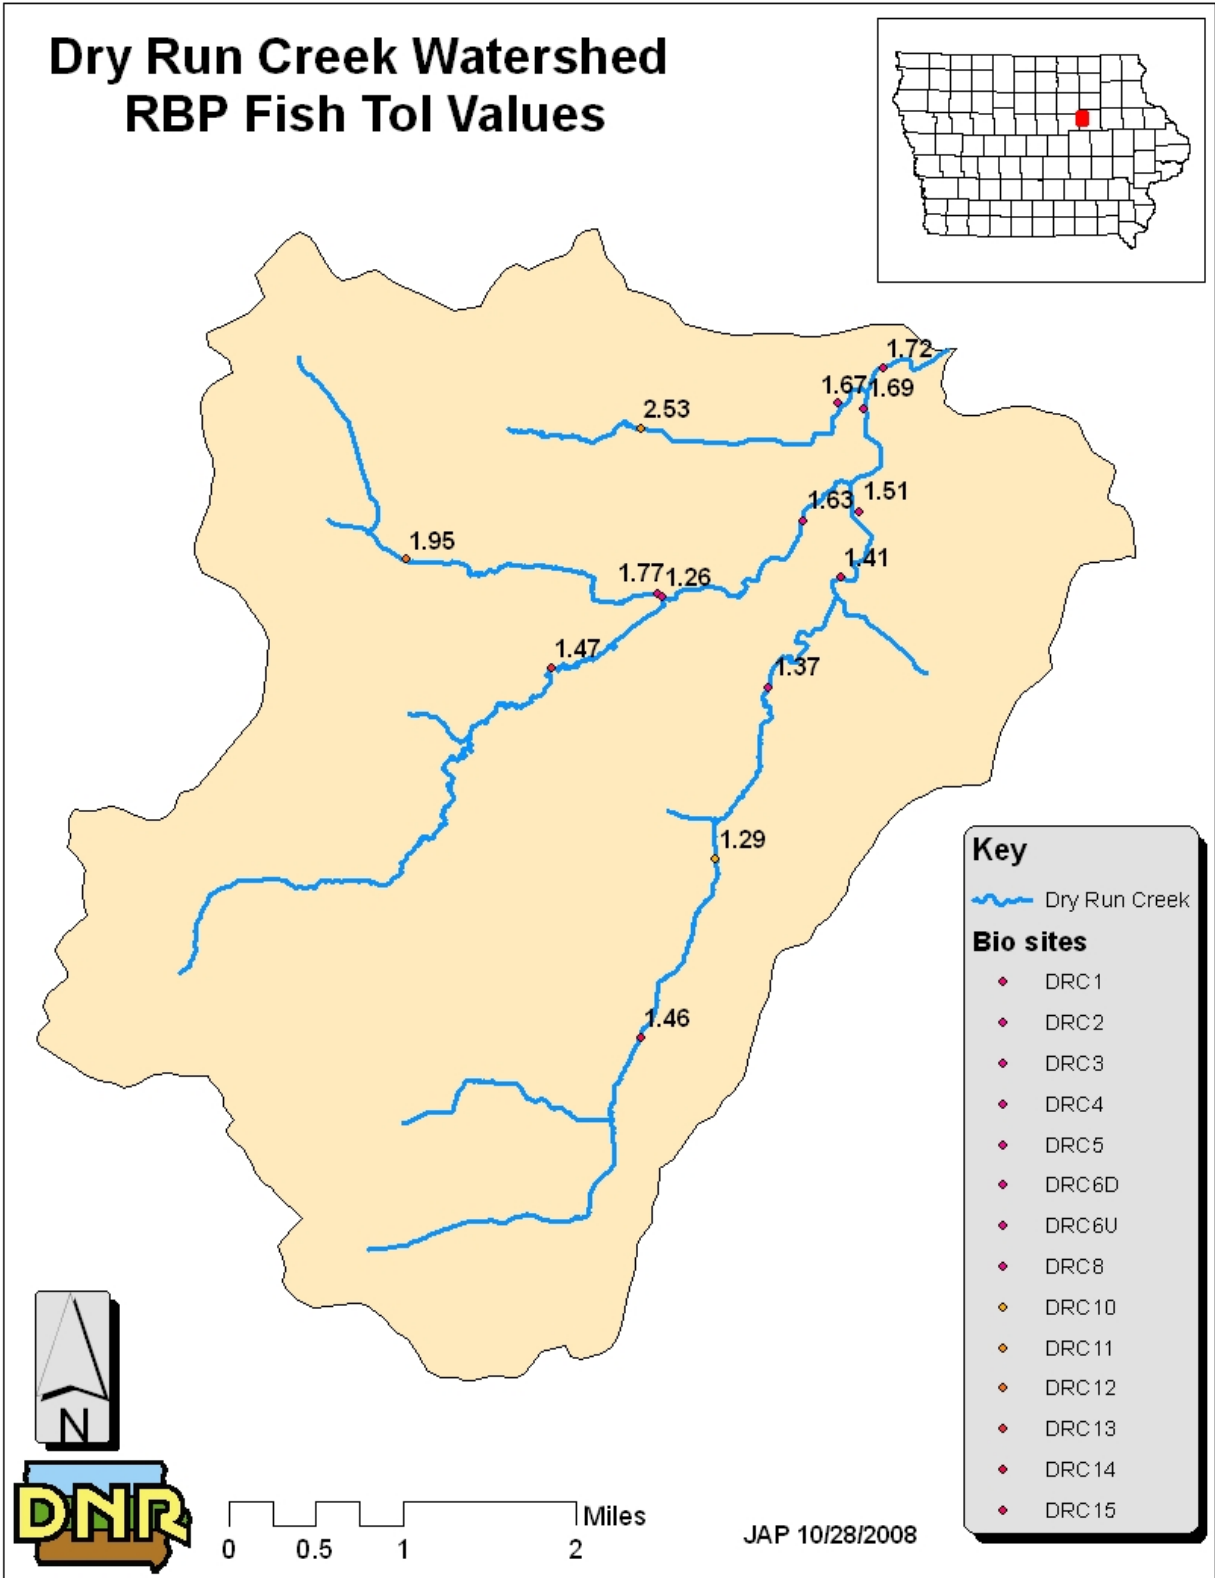 Dry Run Creek Watershed
RBP Fish Tol Values
1.72
1.67
1.69
2.53
1.63
1.51
1.95
1.41
1.77
1.26
1.47
1.37
1.29
1.46
Key
Dry Run Creek
Bio sites
DRC1
DRC2
DRC3
DRC4
DRC5
DRC6D
DRC6U
DRC8
DRC10
DRC11
DRC12
DRC13
DRC14
DRC15
N
DNR
Miles
0 0.5 1 2
JAP 10/28/2008